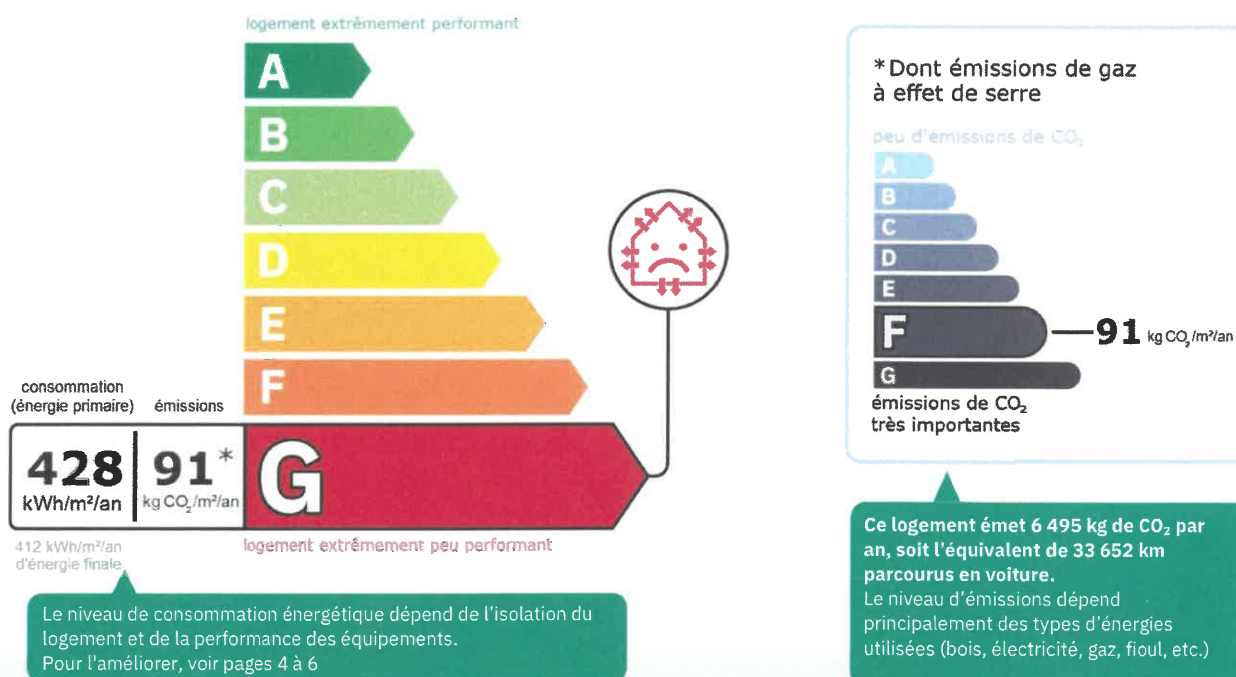 logement extrêmement performant
A
B
C
D
E
F
consommation
(énergie primaire)
émissions
428
kWh/m²/an
91*
kg CO₂/m²/an
G
412 kWh/m²/an
d'énergie finale
logement extrêmement peu performant
Le niveau de consommation énergétique dépend de l'isolation du
logement et de la performance des équipements.
Pour l'améliorer, voir pages 4 à 6
*Dont émissions de gaz
à effet de serre
peu d'émissions de CO₂
A
B
C
D
E
F
91 kg CO₂/m²/an
G
émissions de CO₂
très importantes
Ce logement émet 6 495 kg de CO₂ par
an, soit l'équivalent de 33 652 km
parcourus en voiture.
Le niveau d'émissions dépend
principalement des types d'énergies
utilisées (bois, électricité, gaz, fioul, etc.)